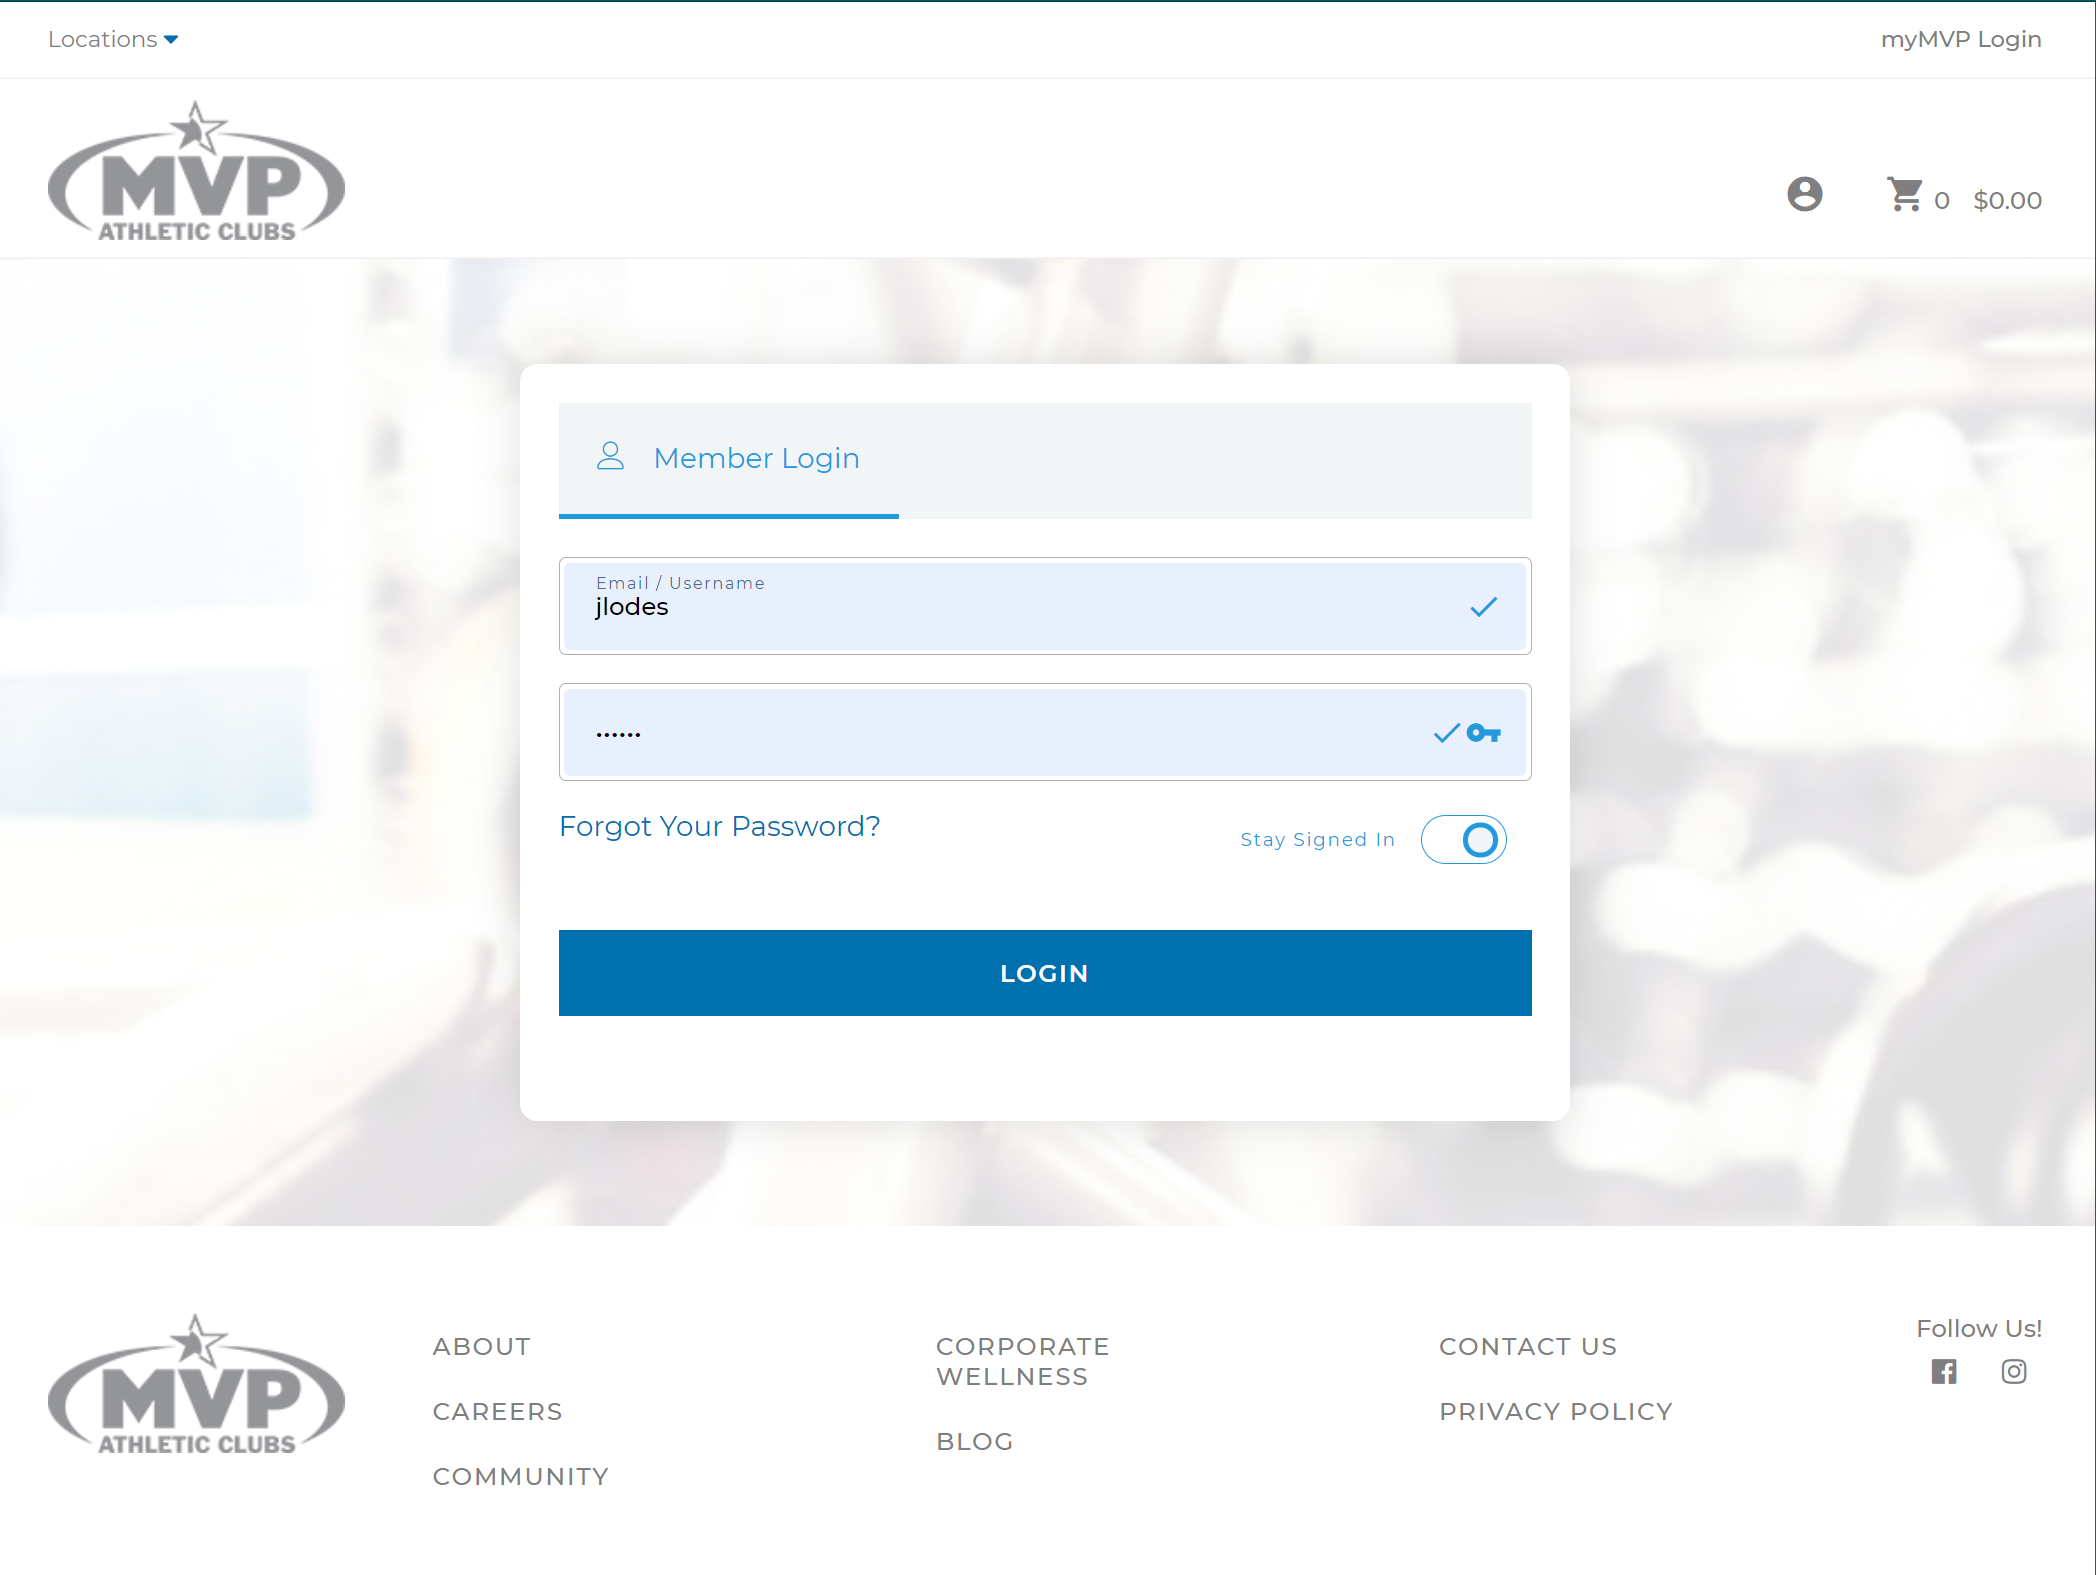 Locations
myMVP Login
MVP
ATHLETIC CLUBS
0 $0.00
Member Login
Email / Username
jlodes
••••••
Forgot Your Password?
Stay Signed In
LOGIN
MVP
ATHLETIC CLUBS
ABOUT
CAREERS
COMMUNITY
CORPORATE
WELLNESS
BLOG
CONTACT US
PRIVACY POLICY
Follow Us!